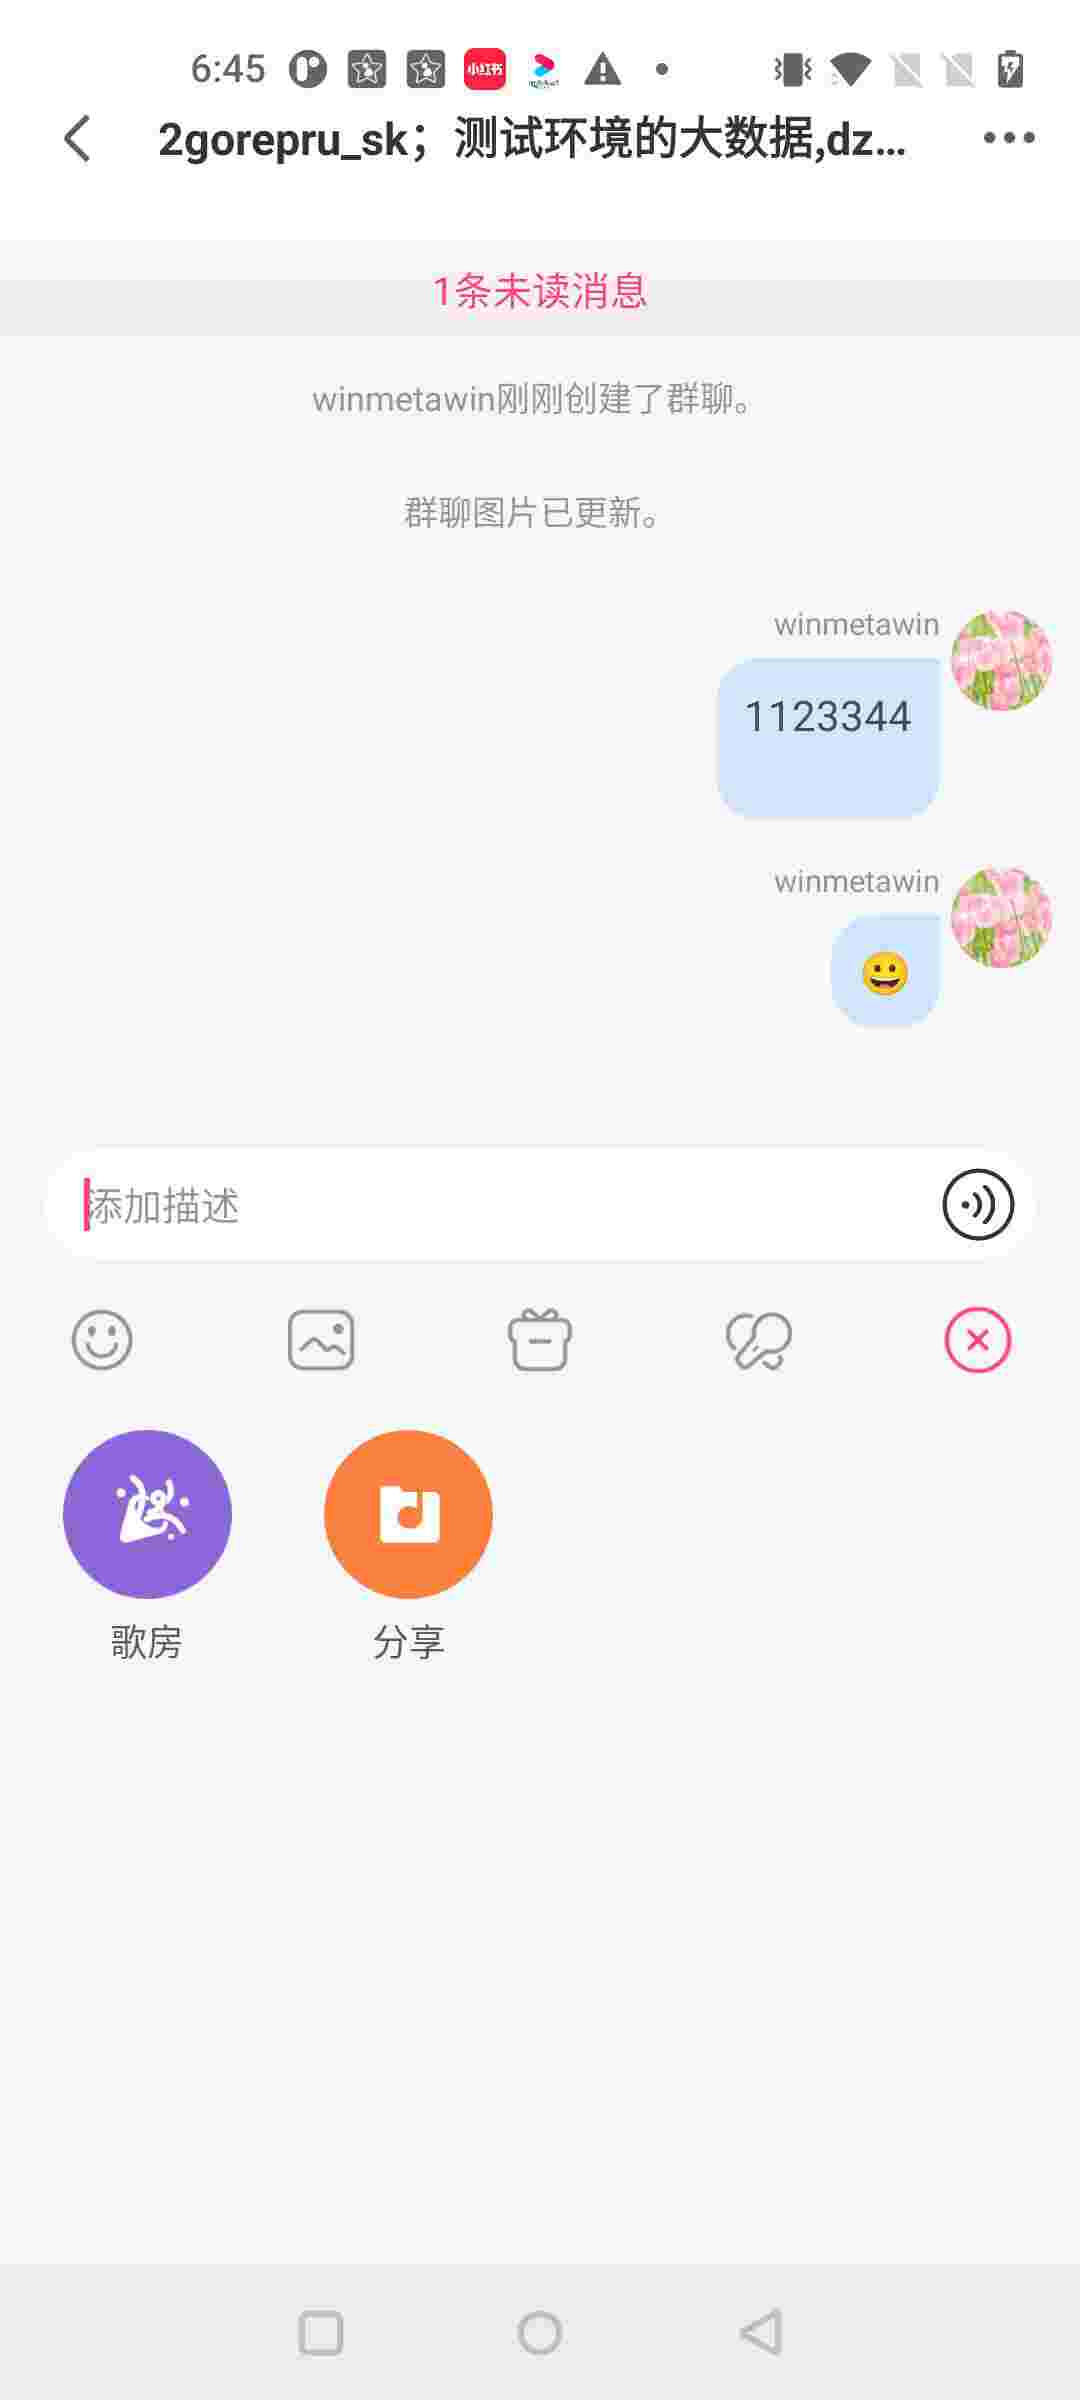 6:45
小红书
2gorepru_sk；测试环境的大数据,dz...
1条未读消息
winmetawin刚刚创建了群聊。
群聊图片已更新。
winmetawin
1123344
winmetawin
添加描述
歌房
分享